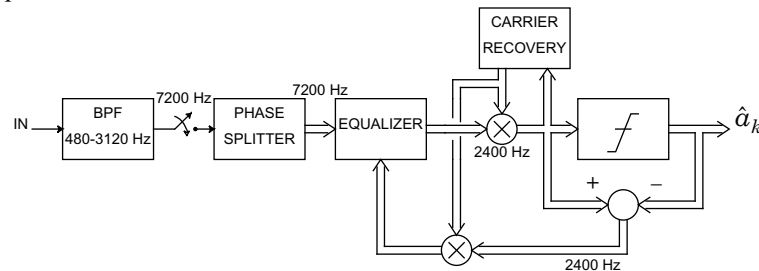 CARRIER
RECOVERY
7200 Hz
7200 Hz
IN
BPF
480-3120 Hz
PHASE
SPLITTER
EQUALIZER
2400 Hz
â_k
+
−
2400 Hz